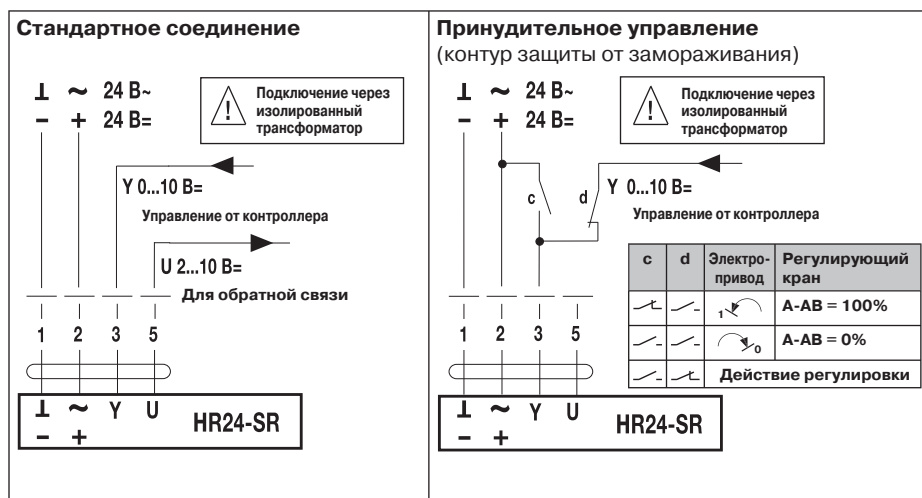 Стандартное соединение
⊥ ~ 24 В~
– + 24 В=
Подключение через
изолированный
трансформатор
Y 0...10 В=
Управление от контроллера
U 2...10 В=
Для обратной связи
1 2 3 5
⊥ ~ Y U
– +
HR24-SR
Принудительное управление
(контур защиты от замораживания)
⊥ ~ 24 В~
– + 24 В=
Подключение через
изолированный
трансформатор
c d Y 0...10 В=
Управление от контроллера
c d Электро-
привод
Регулирующий
кран
1 A-AB = 100%
0 A-AB = 0%
Действие регулировки
1 2 3 5
⊥ ~ Y U
– +
HR24-SR